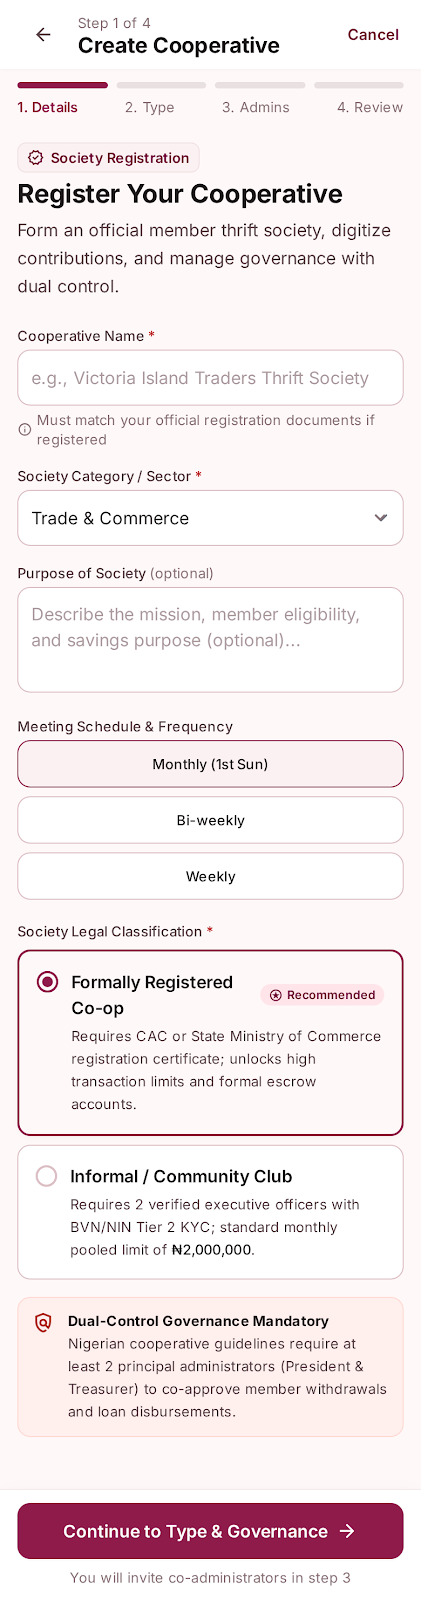 Step 1 of 4
Create Cooperative
Cancel
1. Details
2. Type
3. Admins
4. Review
Society Registration
Register Your Cooperative
Form an official member thrift society, digitize
contributions, and manage governance with
dual control.
Cooperative Name *
e.g., Victoria Island Traders Thrift Society
Must match your official registration documents if
registered
Society Category / Sector *
Trade & Commerce
Purpose of Society (optional)
Describe the mission, member eligibility,
and savings purpose (optional)...
Meeting Schedule & Frequency
Monthly (1st Sun)
Bi-weekly
Weekly
Society Legal Classification *
Formally Registered
Co-op
Recommended
Requires CAC or State Ministry of Commerce
registration certificate; unlocks high
transaction limits and formal escrow
accounts.
Informal / Community Club
Requires 2 verified executive officers with
BVN/NIN Tier 2 KYC; standard monthly
pooled limit of ₦2,000,000.
Dual-Control Governance Mandatory
Nigerian cooperative guidelines require at
least 2 principal administrators (President &
Treasurer) to co-approve member withdrawals
and loan disbursements.
Continue to Type & Governance
You will invite co-administrators in step 3